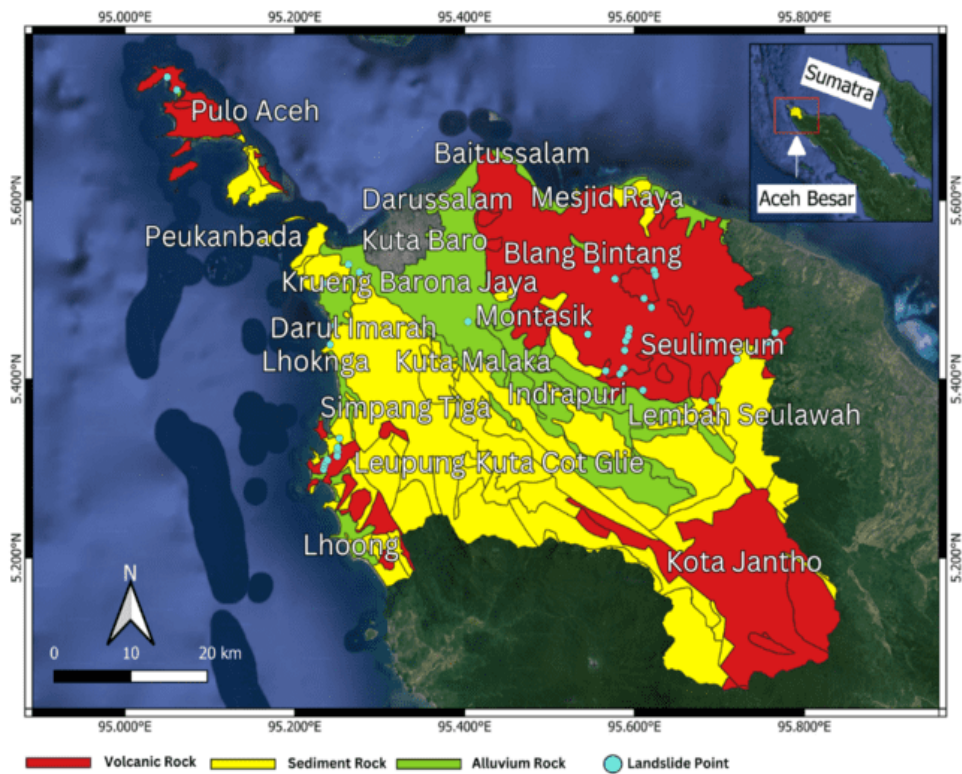 95.000°E 95.200°E 95.400°E 95.600°E 95.800°E
Sumatra
Aceh Besar
Pulo Aceh
Baitussalam
Darussalam Mesjid Raya
5.600°N 5.600°N
Peukanbada Kuta Baro Blang Bintang
Krueng Barona Jaya
Darul Imarah Montasik
Lhoknga Kuta Malaka Seulimeum
5.400°N 5.400°N
Simpang Tiga Indrapuri Lembah Seulawah
Leupung Kuta Cot Glie
Lhoong Kota Jantho
5.200°N 5.200°N
N
0 10 20 km
95.000°E 95.200°E 95.400°E 95.600°E 95.800°E
Volcanic Rock Sediment Rock Alluvium Rock Landslide Point